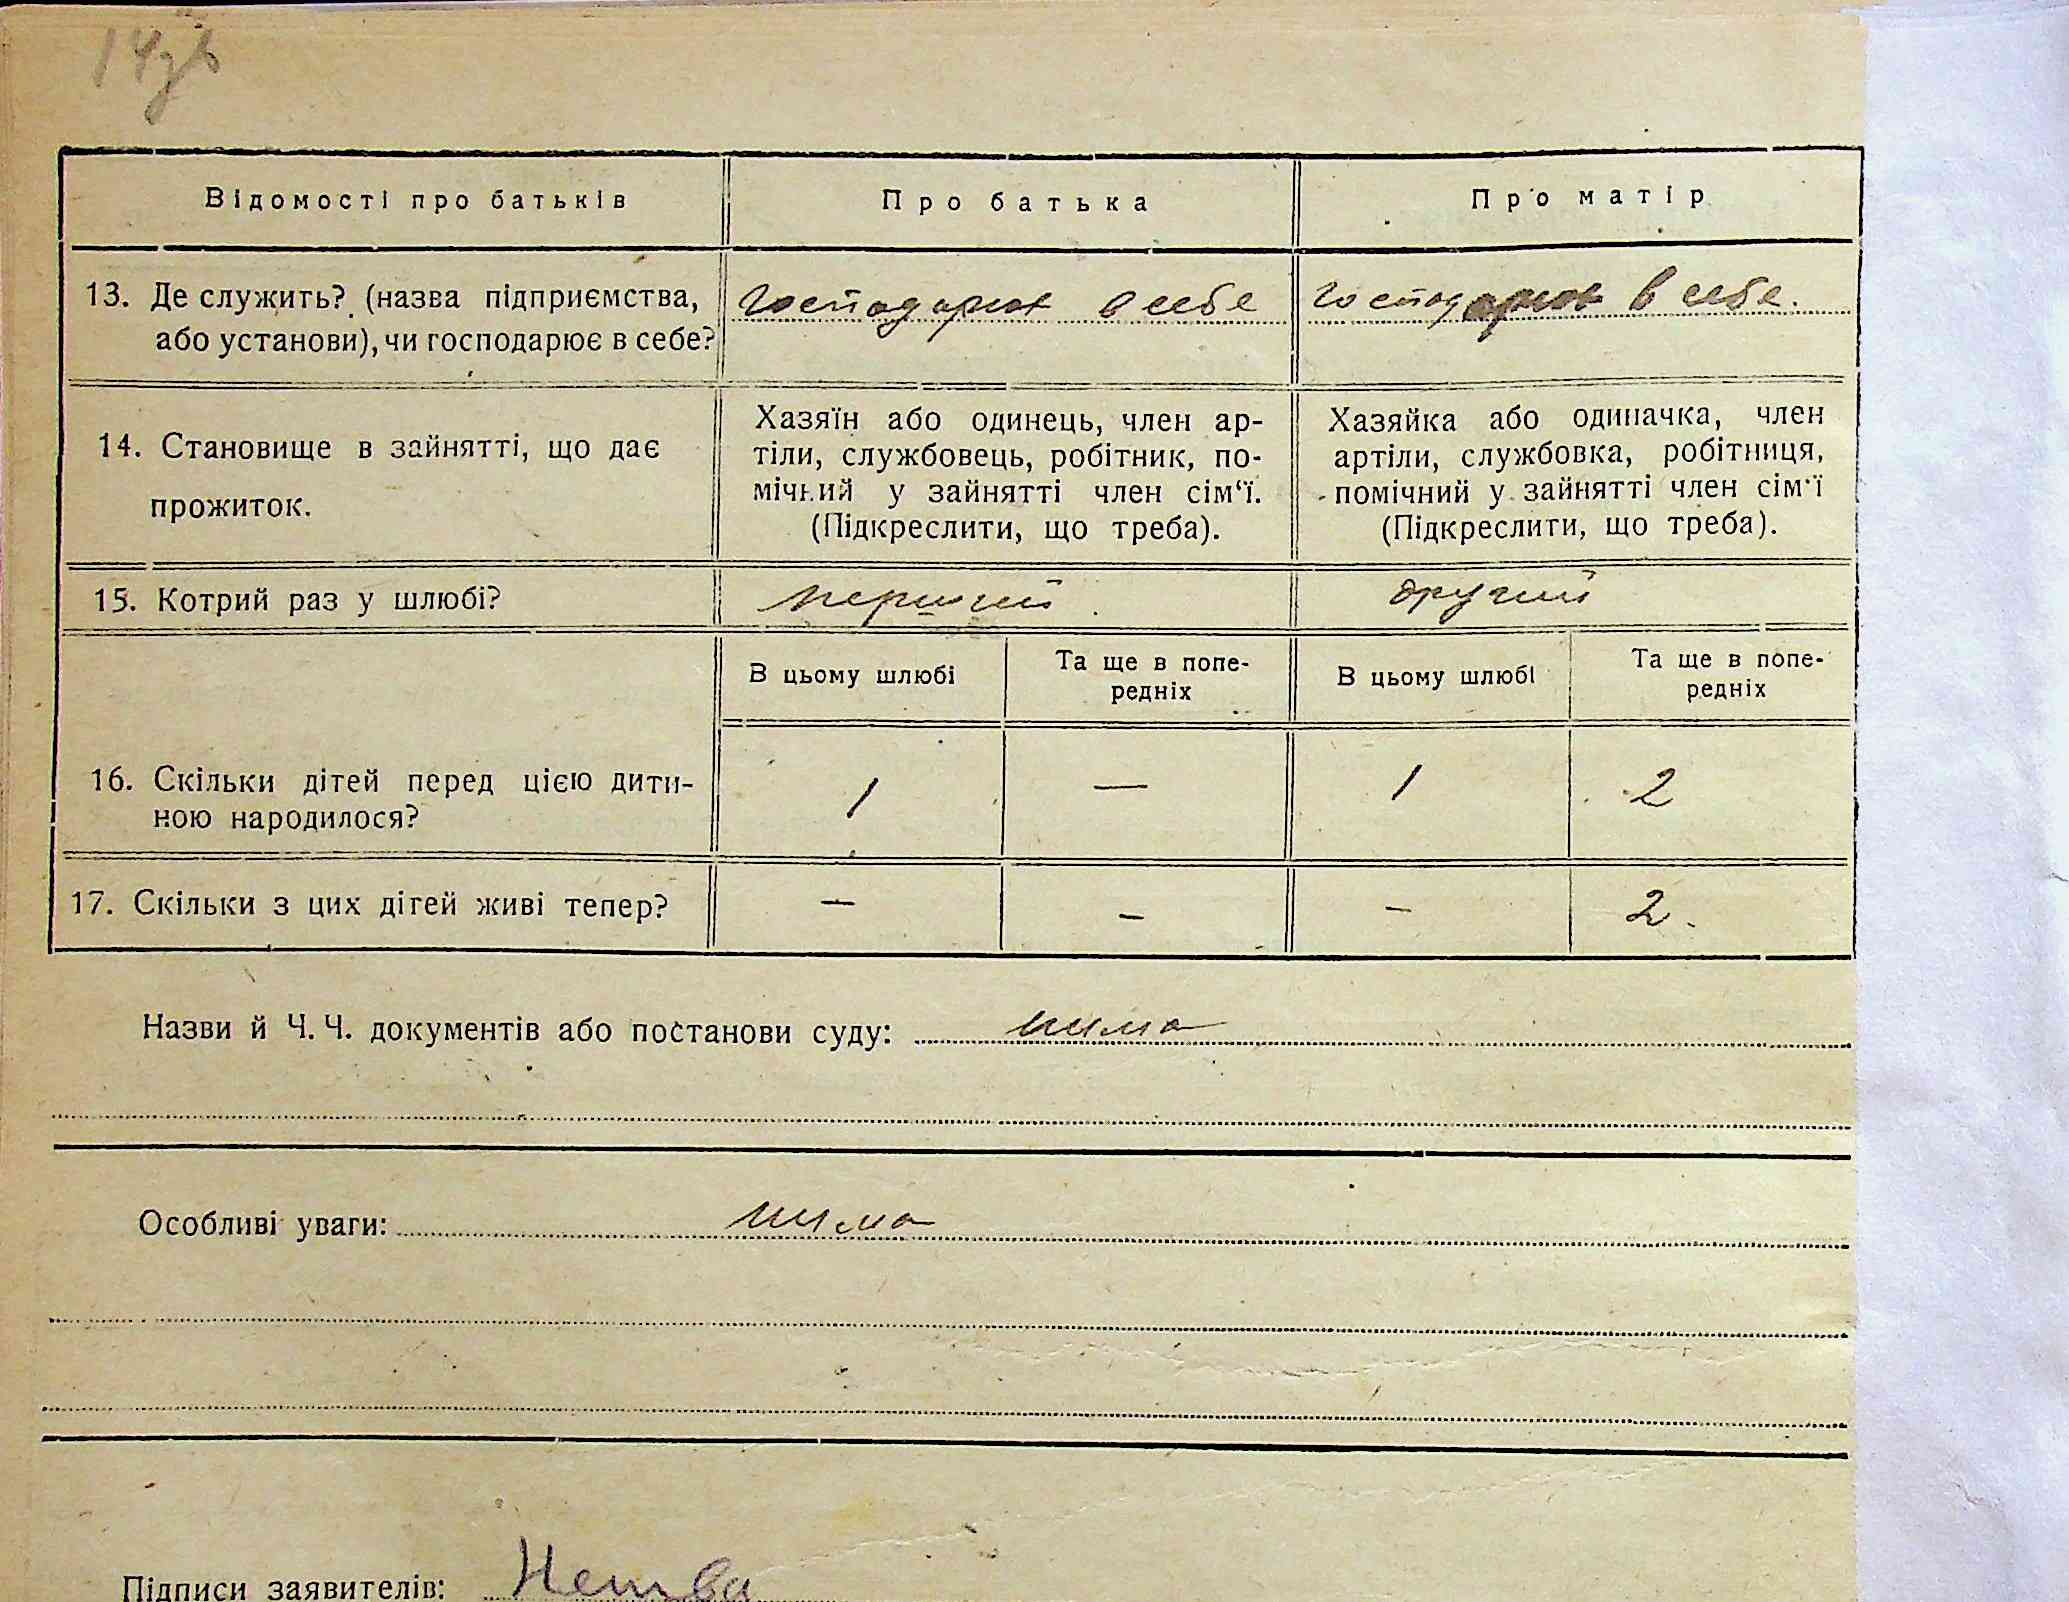 14зв
Відомості про батьків Про батька Про матір
13. Де служить? (назва підприємства, або установи), чи господарює в себе? господарює в себе господарює в себе.
14. Становище в зайнятті, що дає прожиток.
Хазяїн або одинець, член ар-
тіли, службовець, робітник, по-
мічний у зайнятті член сім‘ї.
(Підкреслити, що треба).
Хазяйка або одиначка, член
артіли, службовка, робітниця,
помічний у зайнятті член сім‘ї
(Підкреслити, що треба).
15. Котрий раз у шлюбі? перший другий
В цьому шлюбі Та ще в попе-
редніх В цьому шлюбі Та ще в попе-
редніх
16. Скільки дітей перед цією дити-
ною народилося? 1 — 1 2
17. Скільки з цих дітей живі тепер? — — — 2.
Назви й Ч. Ч. документів або постанови суду: нима
Особливі уваги: нима
Підписи заявителів: